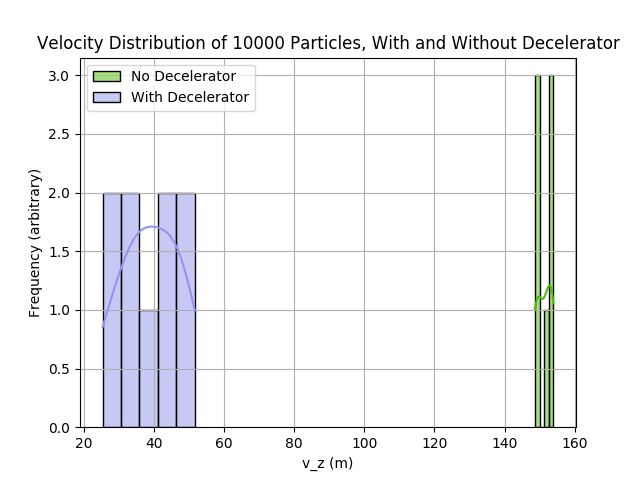 Velocity Distribution of 10000 Particles, With and Without Decelerator
No Decelerator
With Decelerator
3.0
2.5
2.0
1.5
1.0
0.5
0.0
Frequency (arbitrary)
20 40 60 80 100 120 140 160
v_z (m)